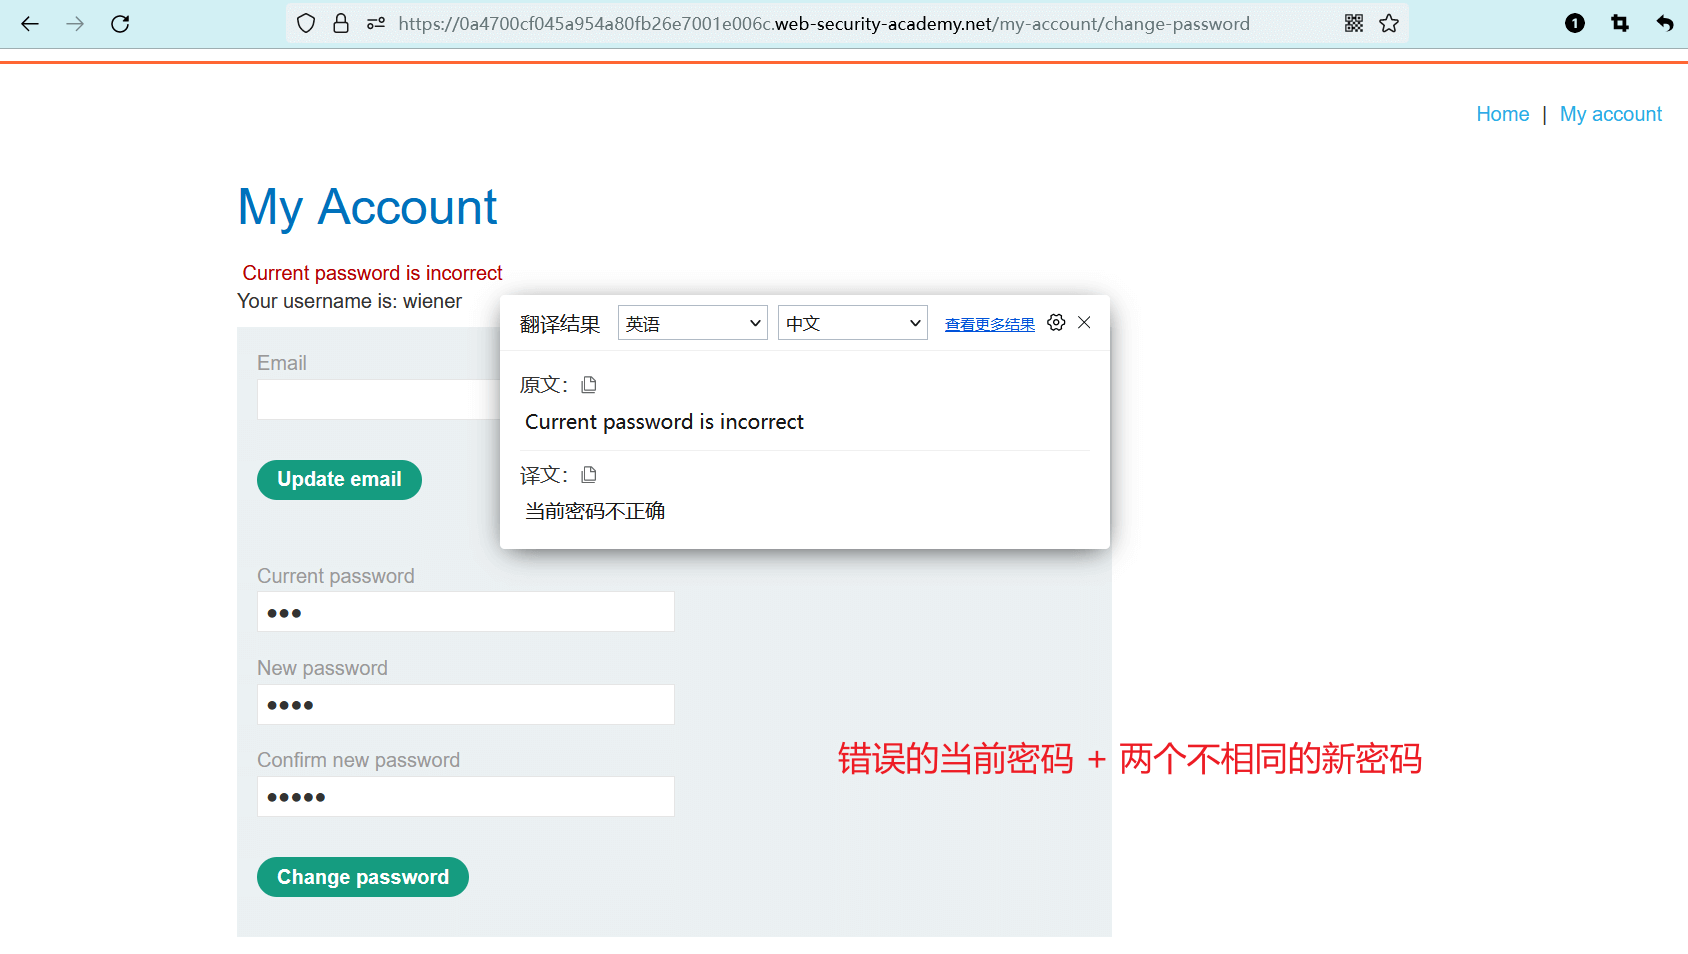 https://0a4700cf045a954a80fb26e7001e006c.web-security-academy.net/my-account/change-password
1
Home | My account
My Account
Current password is incorrect
Your username is: wiener
翻译结果 英语 中文 查看更多结果
原文：
Current password is incorrect
译文：
当前密码不正确
Email
Update email
Current password
New password
Confirm new password
错误的当前密码 + 两个不相同的新密码
Change password